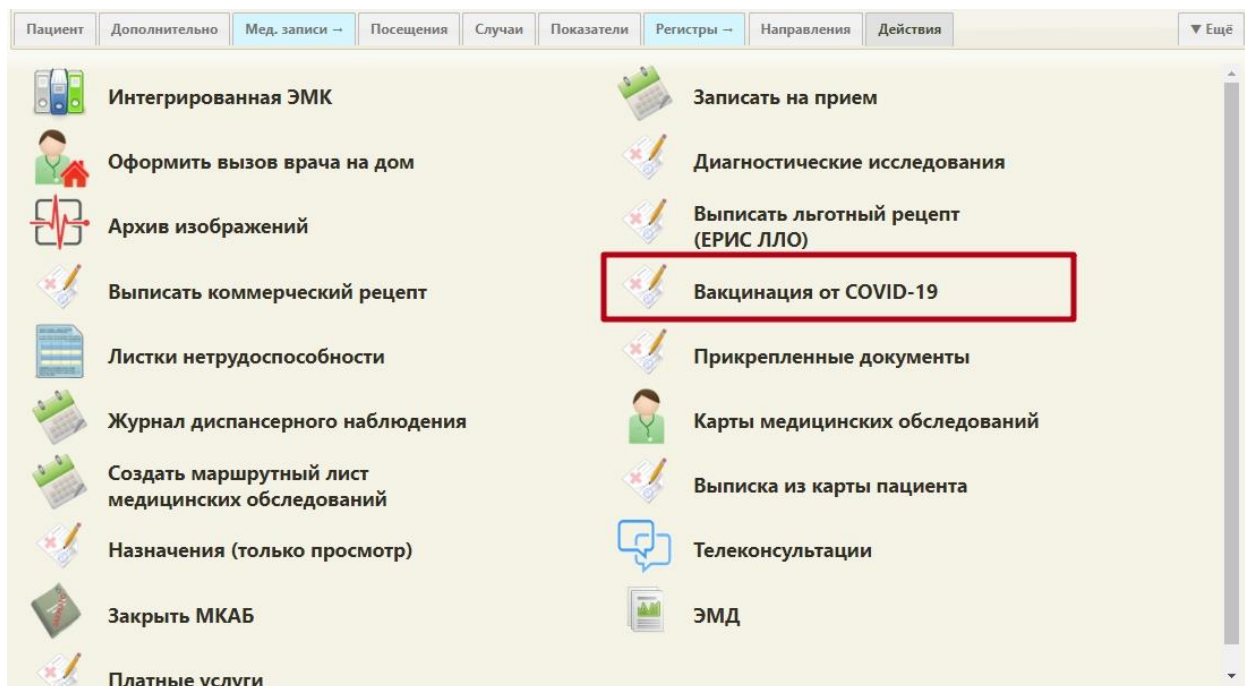 Пациент Дополнительно Мед. записи → Посещения Случаи Показатели Регистры → Направления Действия ▼ Ещё
Интегрированная ЭМК
Записать на прием
Оформить вызов врача на дом
Диагностические исследования
Архив изображений
Выписать льготный рецепт
(ЕРИС ЛЛО)
Выписать коммерческий рецепт
Вакцинация от COVID-19
Листки нетрудоспособности
Прикрепленные документы
Журнал диспансерного наблюдения
Карты медицинских обследований
Создать маршрутный лист
медицинских обследований
Выписка из карты пациента
Назначения (только просмотр)
Телеконсультации
Закрыть МКАБ
ЭМД
Платные услуги